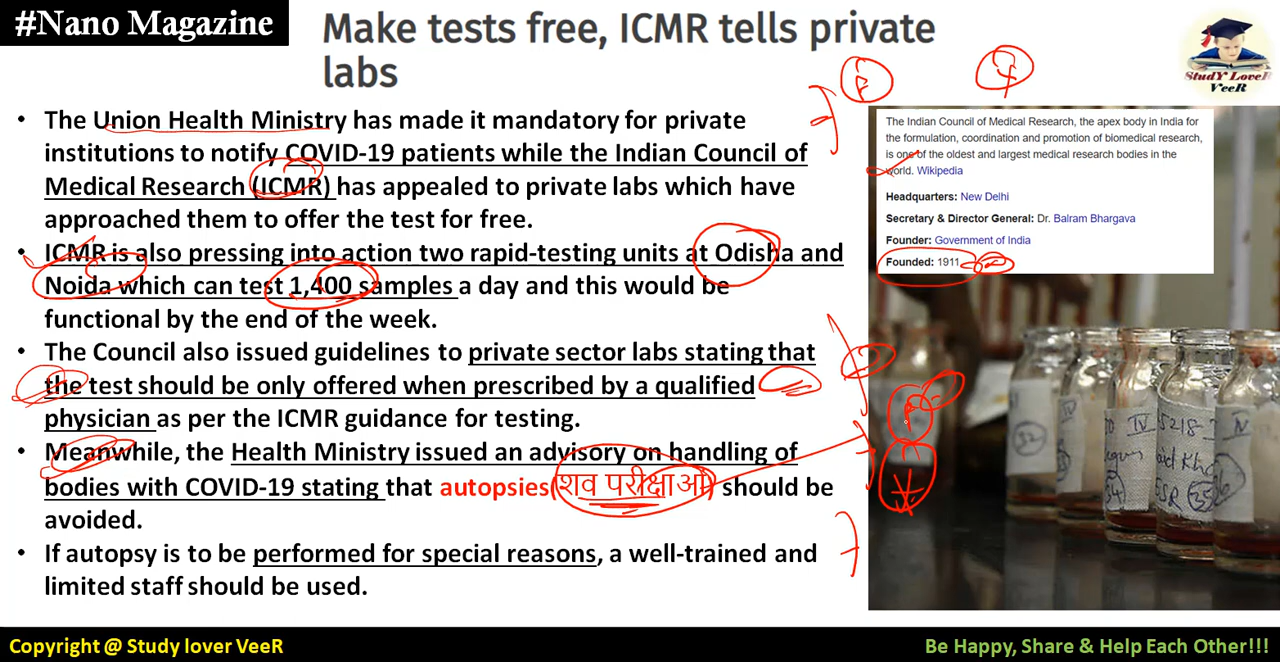 #Nano Magazine
Make tests free, ICMR tells private
labs
StudY LoveR
VeeR
• The Union Health Ministry has made it mandatory for private
institutions to notify COVID-19 patients while the Indian Council of
Medical Research (ICMR) has appealed to private labs which have
approached them to offer the test for free.
• ICMR is also pressing into action two rapid-testing units at Odisha and
Noida which can test 1,400 samples a day and this would be
functional by the end of the week.
• The Council also issued guidelines to private sector labs stating that
the test should be only offered when prescribed by a qualified
physician as per the ICMR guidance for testing.
• Meanwhile, the Health Ministry issued an advisory on handling of
bodies with COVID-19 stating that autopsies(शव परीक्षाओं) should be
avoided.
• If autopsy is to be performed for special reasons, a well-trained and
limited staff should be used.
The Indian Council of Medical Research, the apex body in India for
the formulation, coordination and promotion of biomedical research,
is one of the oldest and largest medical research bodies in the
world. Wikipedia
Headquarters: New Delhi
Secretary & Director General: Dr. Balram Bhargava
Founder: Government of India
Founded: 1911
32
IV
IV
5218
IV
34
35
Copyright @ Study lover VeeR
Be Happy, Share & Help Each Other!!!